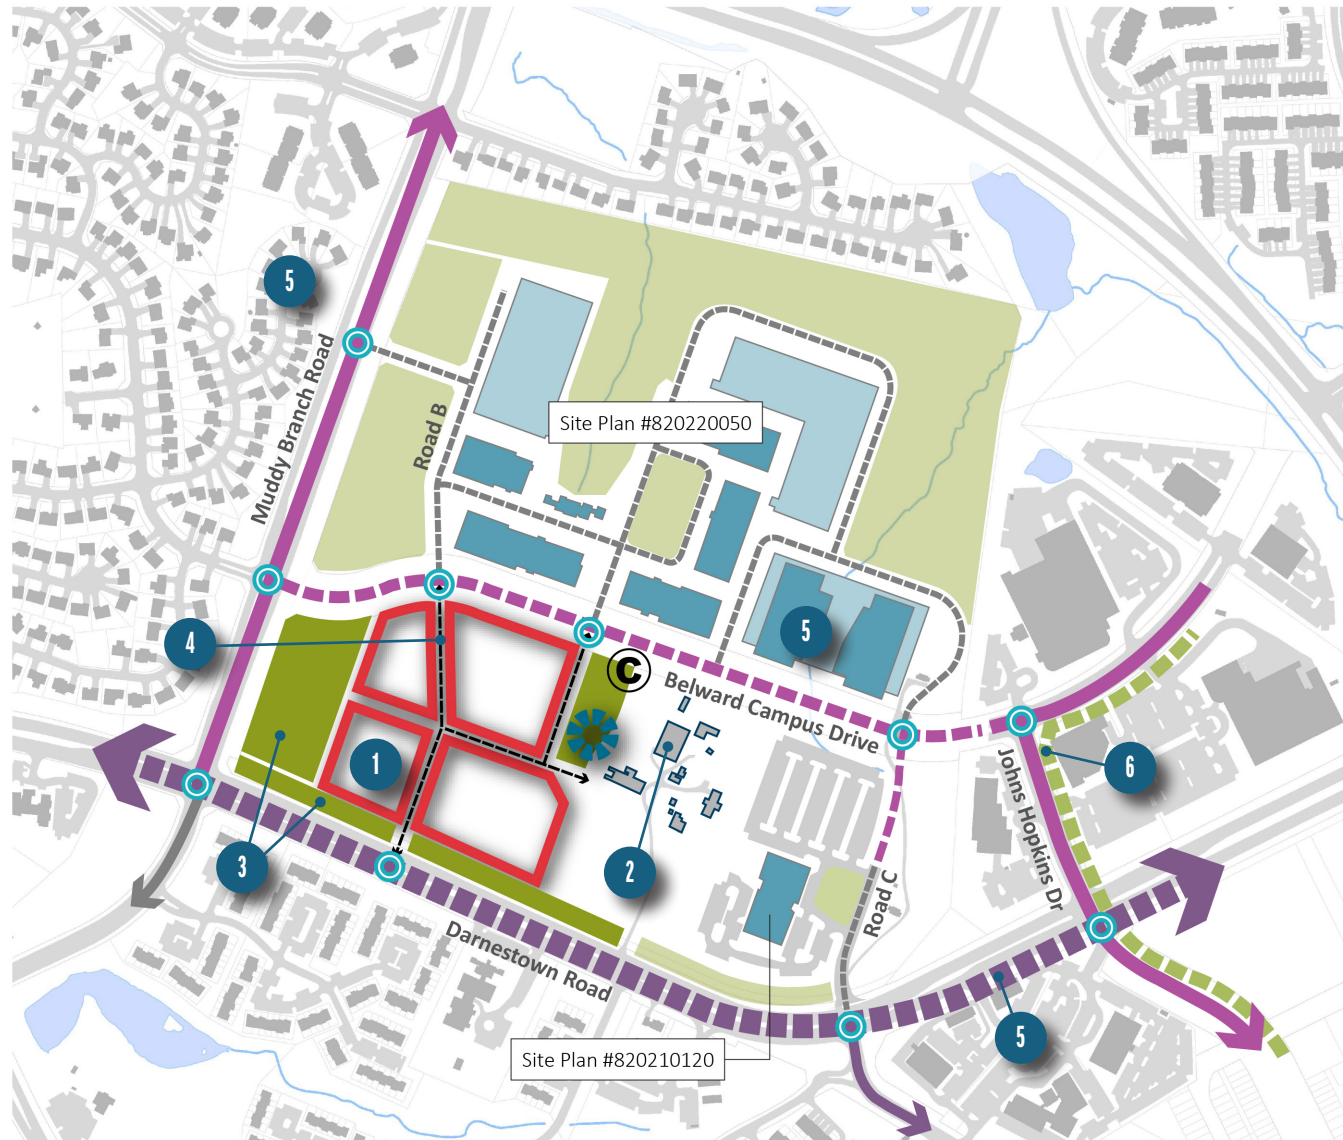 5
Muddy Branch Road
Road B
Site Plan #820220050
4
5
C
Belward Campus Drive
1
2
3
6
Johns Hopkins Dr
Road C
Darnestown Road
5
Site Plan #820210120